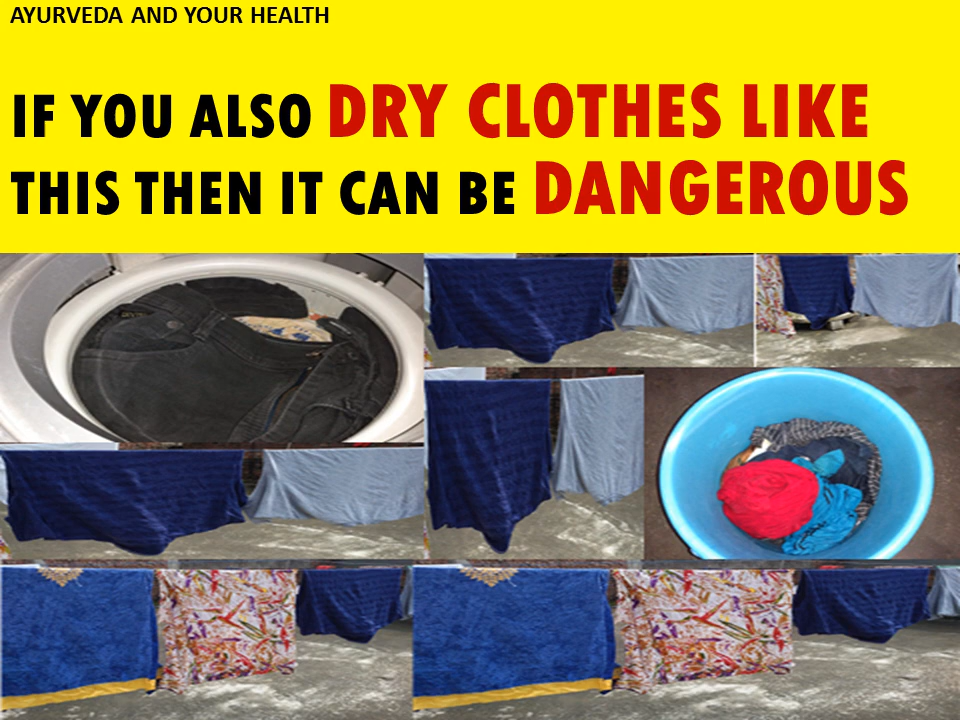 AYURVEDA AND YOUR HEALTH
IF YOU ALSO DRY CLOTHES LIKE
THIS THEN IT CAN BE DANGEROUS